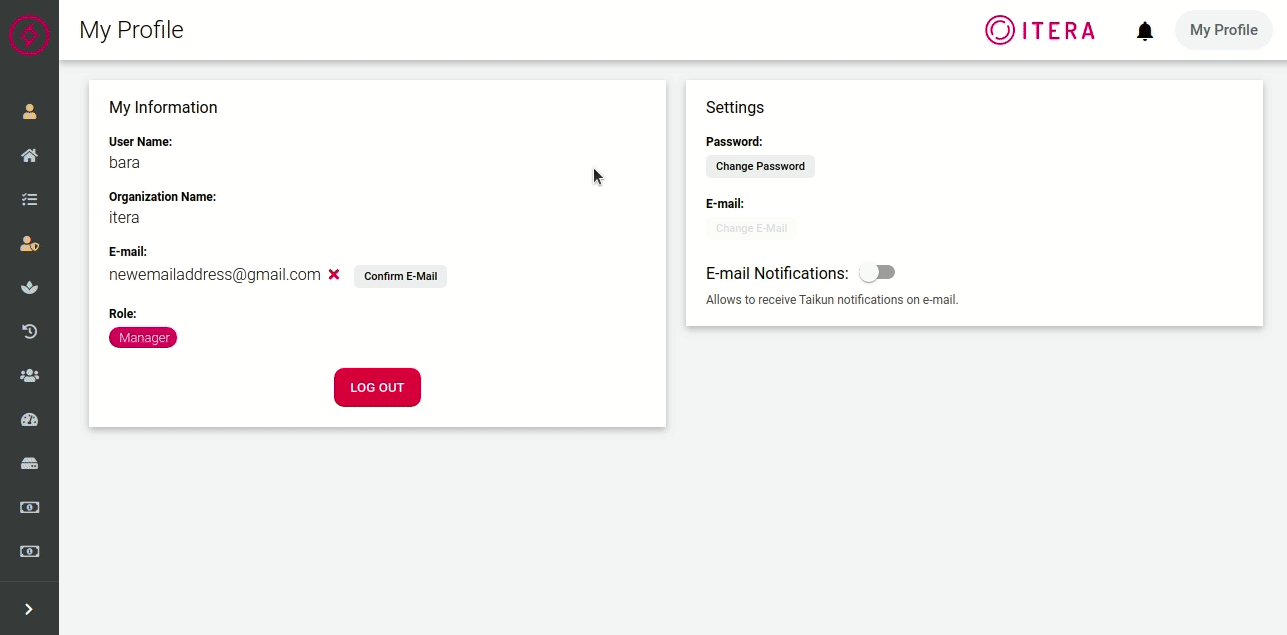 My Profile
ITERA
My Profile
My Information
User Name:
bara
Organization Name:
itera
E-mail:
newemailaddress@gmail.com
Confirm E-Mail
Role:
Manager
LOG OUT
Settings
Password:
Change Password
E-mail:
Change E-Mail
E-mail Notifications:
Allows to receive Taikun notifications on e-mail.